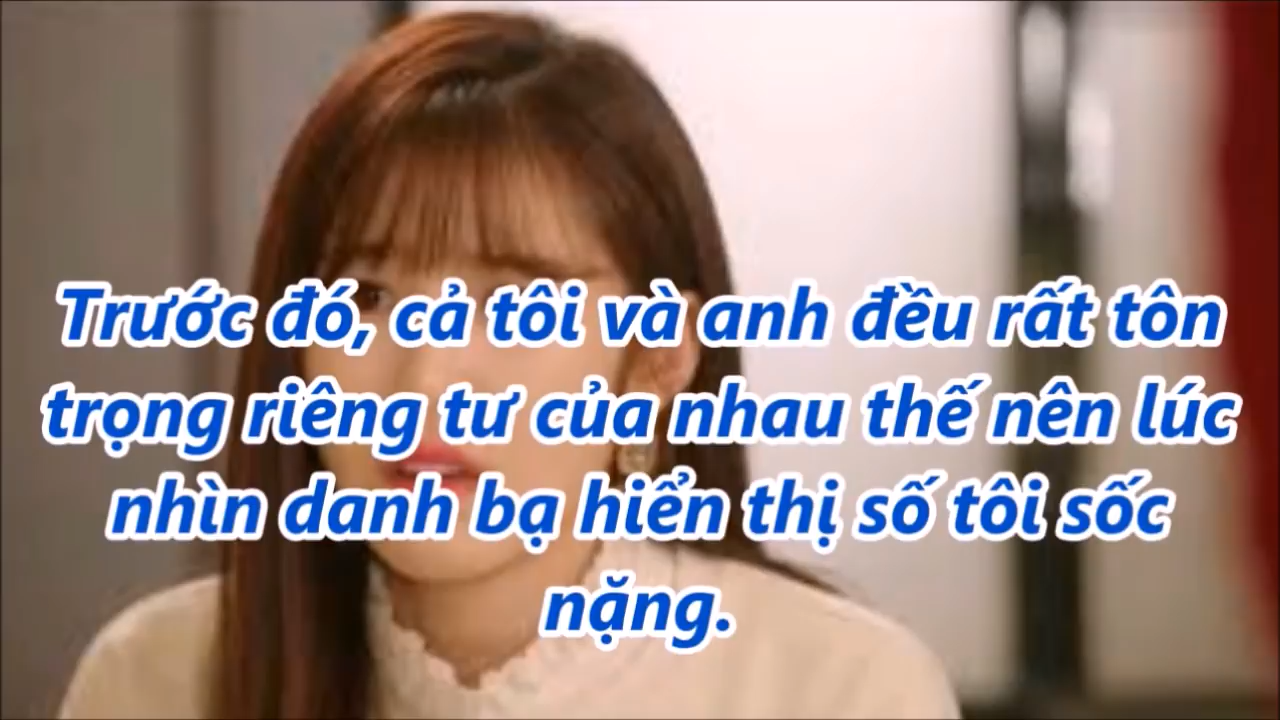 Trước đó, cả tôi và anh đều rất tôn
trọng riêng tư của nhau thế nên lúc
nhìn danh bạ hiển thị số tôi sốc
nặng.